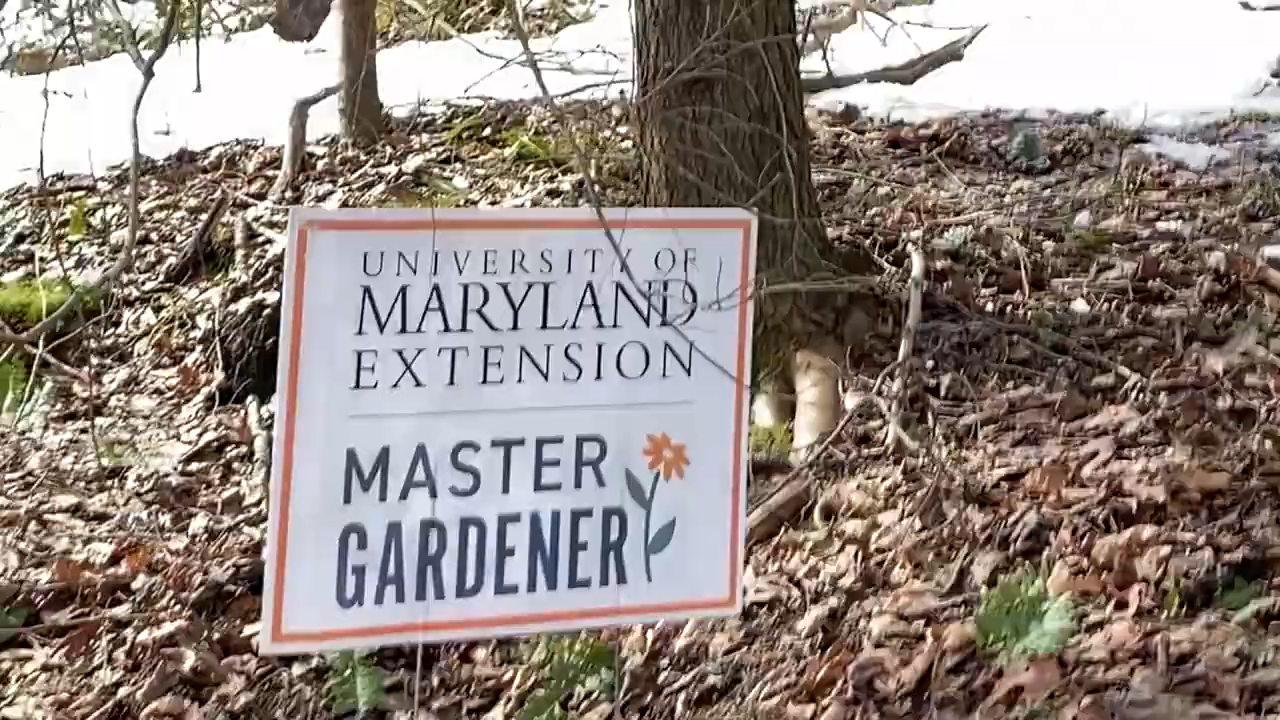 UNIVERSITY OF
MARYLAND
EXTENSION
MASTER
GARDENER